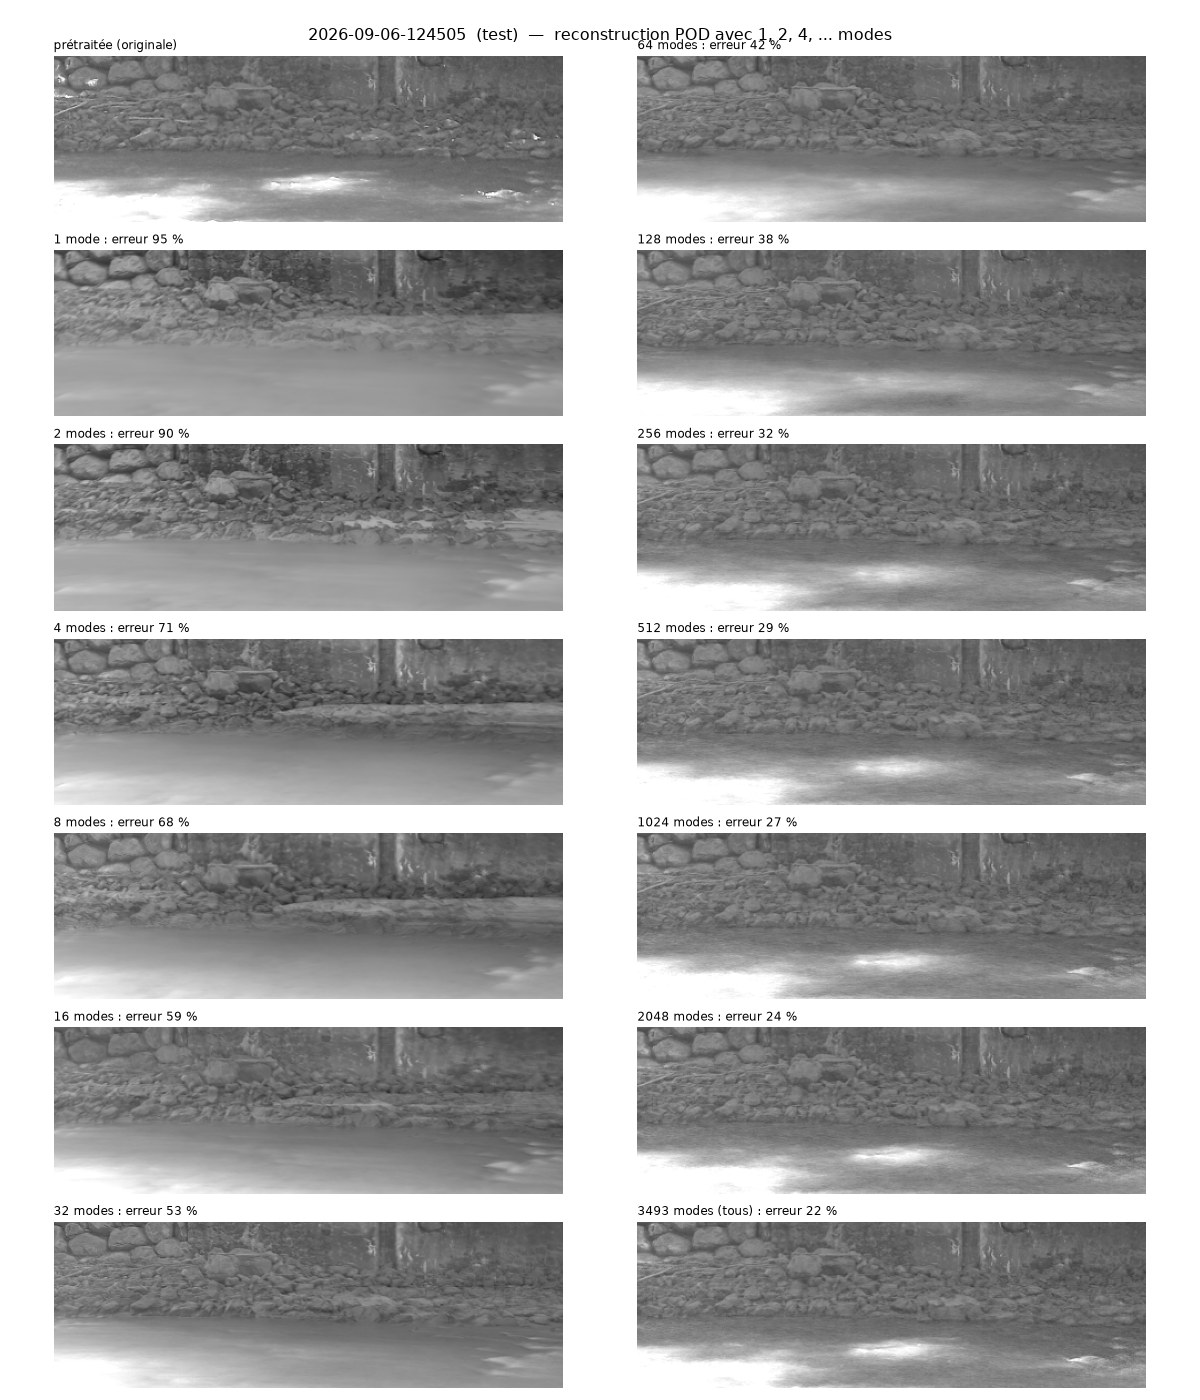 2026-09-06-124505  (test)  —  reconstruction POD avec 1, 2, 4, ... modes
prétraitée (originale)
1 mode : erreur 95 %
2 modes : erreur 90 %
4 modes : erreur 71 %
8 modes : erreur 68 %
16 modes : erreur 59 %
32 modes : erreur 53 %
64 modes : erreur 42 %
128 modes : erreur 38 %
256 modes : erreur 32 %
512 modes : erreur 29 %
1024 modes : erreur 27 %
2048 modes : erreur 24 %
3493 modes (tous) : erreur 22 %